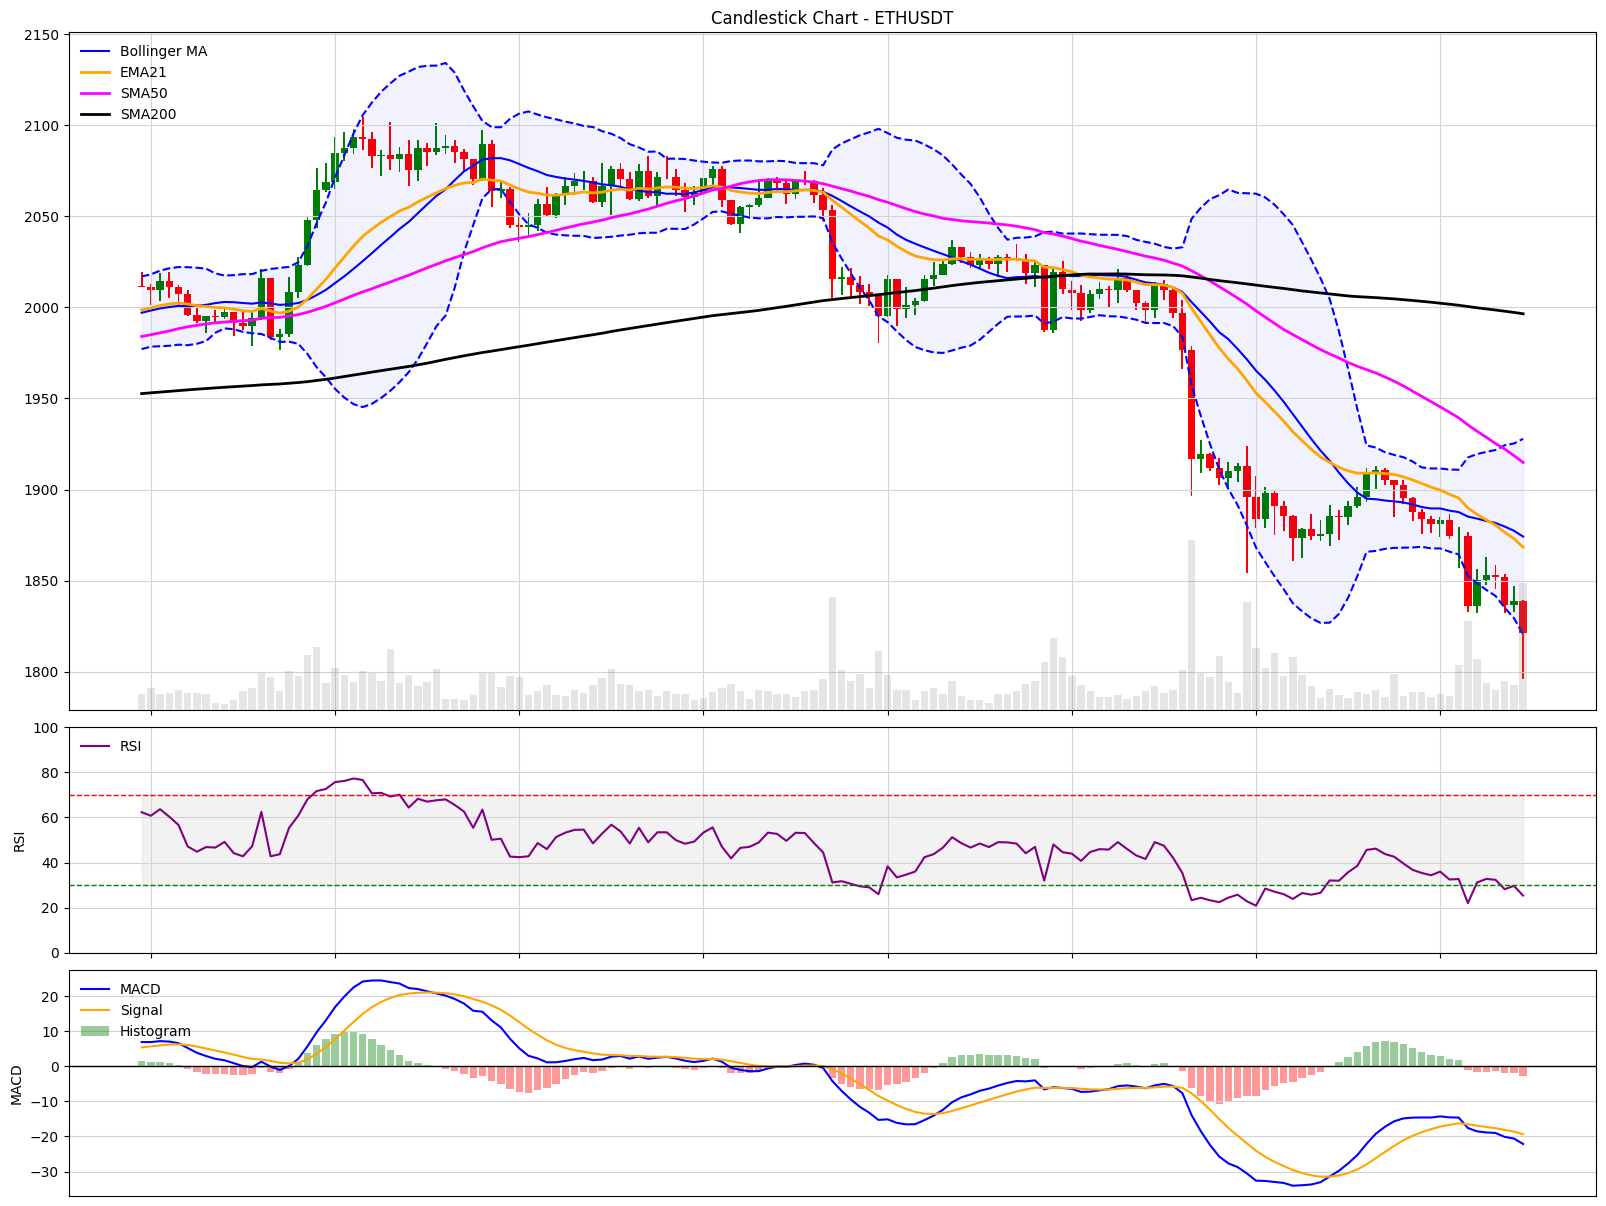 Candlestick Chart - ETHUSDT
2150
2100
2050
2000
1950
1900
1850
1800
Bollinger MA
EMA21
SMA50
SMA200
100
80
60
40
20
0
RSI
RSI
20
10
0
−10
−20
−30
MACD
MACD
Signal
Histogram